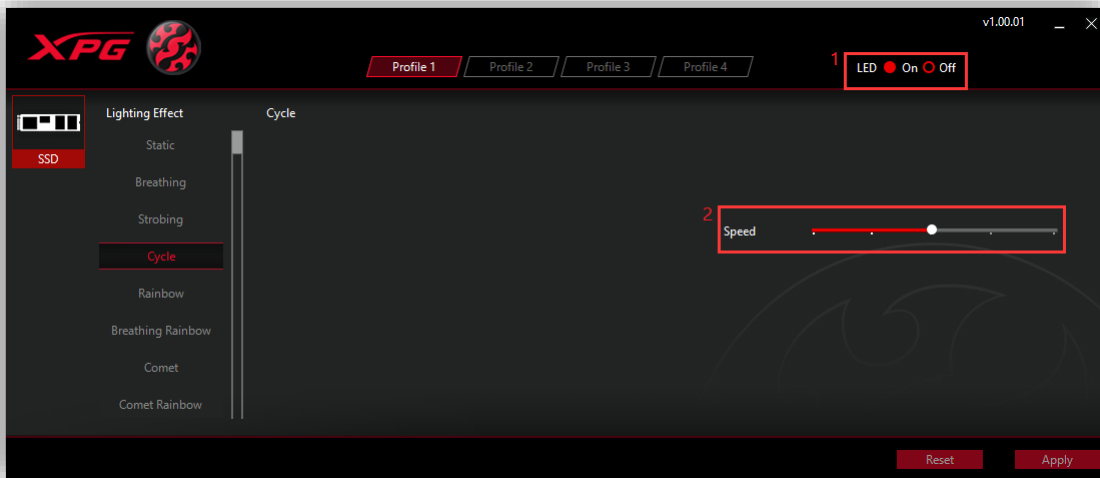 v1.00.01
XPG
Profile 1 Profile 2 Profile 3 Profile 4
1
LED On Off
SSD
Lighting Effect
Static
Breathing
Strobing
Cycle
Rainbow
Breathing Rainbow
Comet
Comet Rainbow
Cycle
2
Speed
Reset Apply